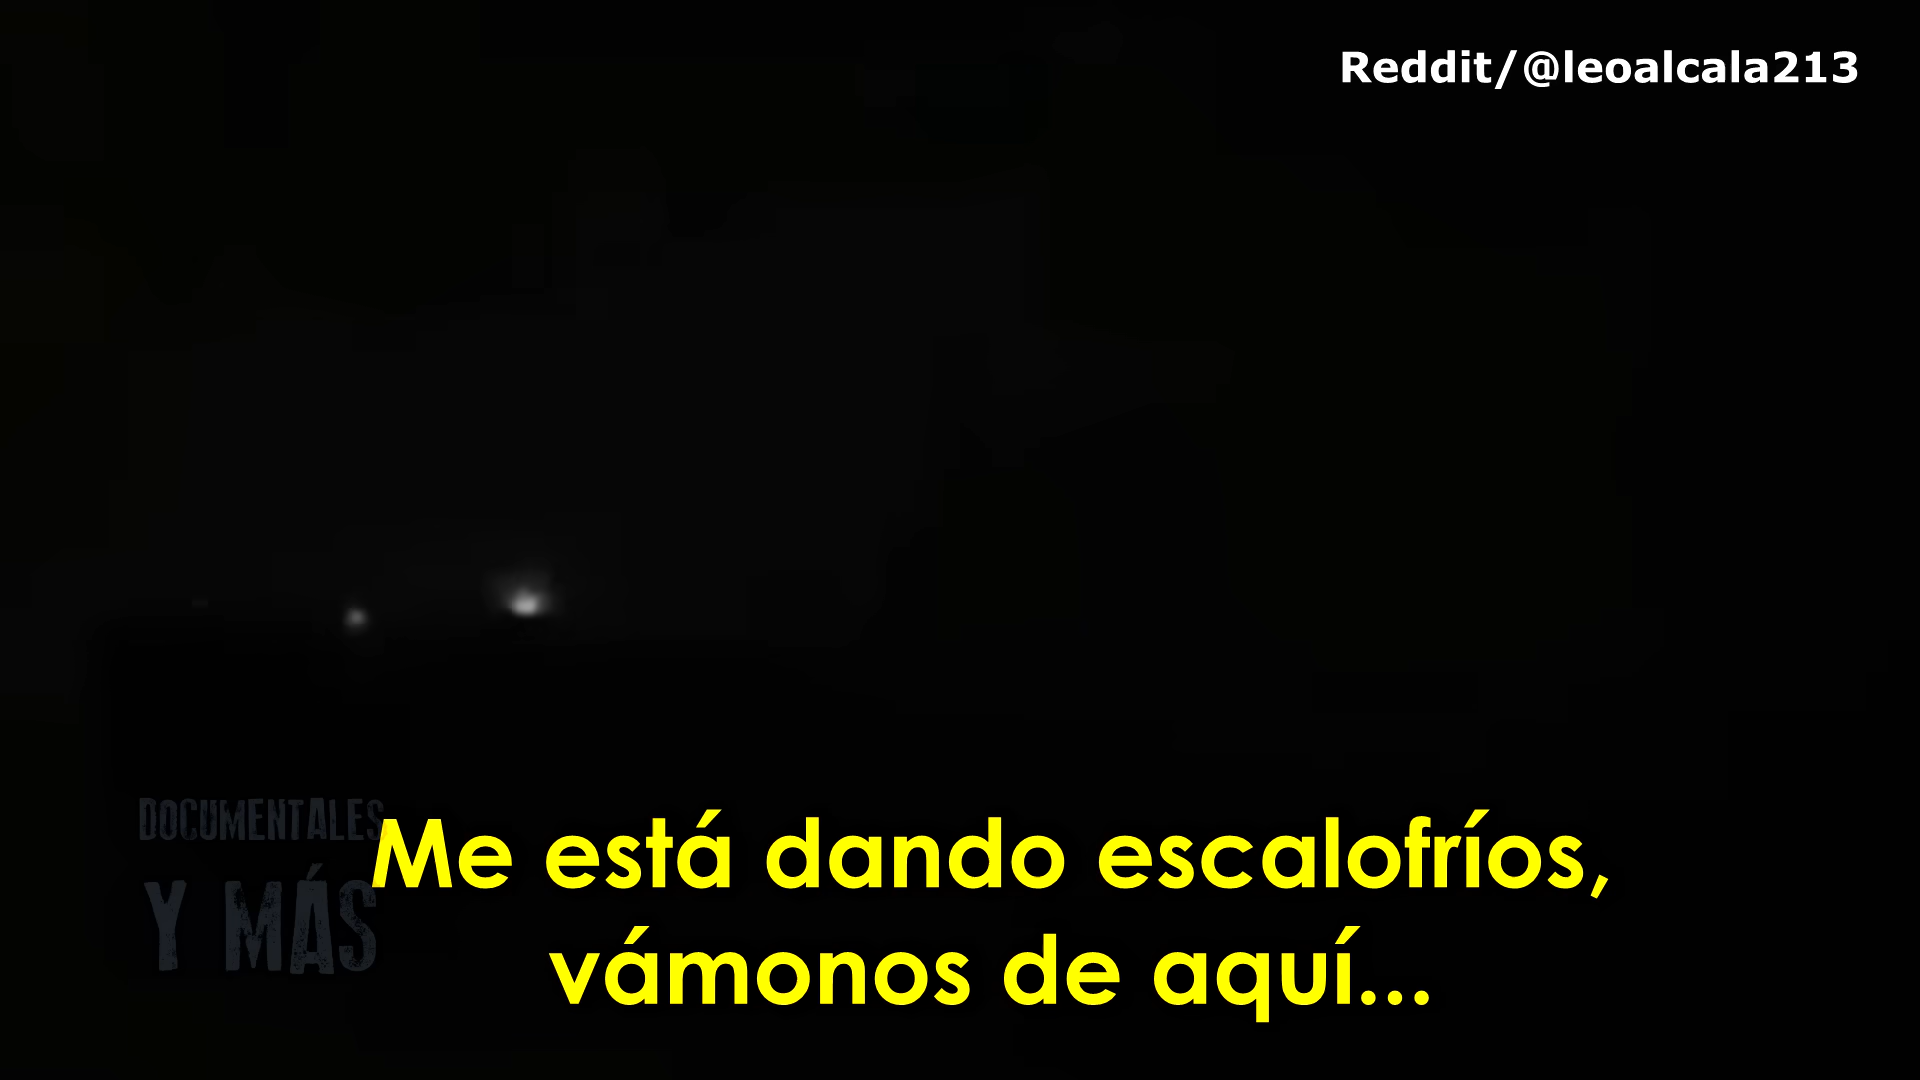 Reddit/@leoalcala213
DOCUMENTALES
Y MÁS
Me está dando escalofríos,
vámonos de aquí...